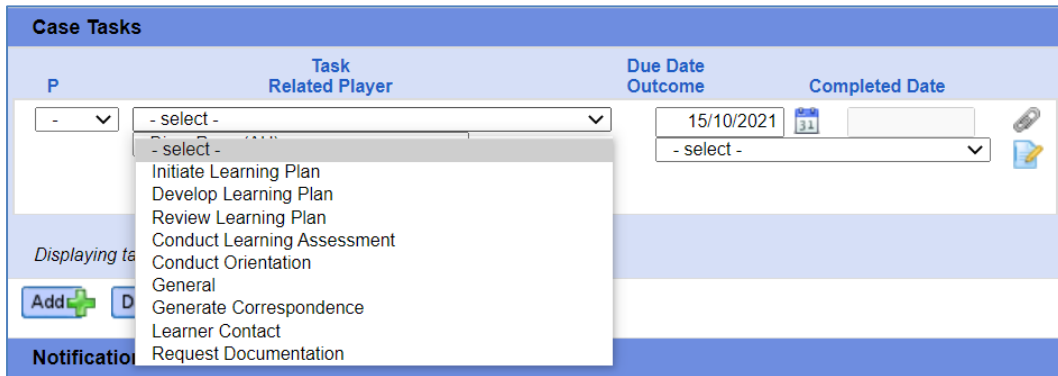 Case Tasks
Task Due Date
P Related Player Outcome Completed Date
- - select - 15/10/2021 31
- select - - select -
Initiate Learning Plan
Develop Learning Plan
Review Learning Plan
Conduct Learning Assessment
Displaying ta Conduct Orientation
General
Add D Generate Correspondence
Learner Contact
Notification Request Documentation